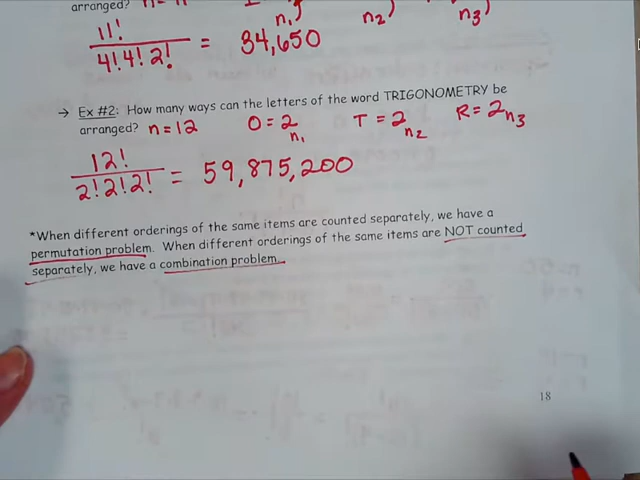 arranged?
n₁ n₂ n₃
11!
4! 4! 2! = 34,650
→ Ex #2: How many ways can the letters of the word TRIGONOMETRY be
arranged? n=12 O=2 n₁ T=2 n₂ R=2 n₃
12!
2! 2! 2! = 59,875,200
*When different orderings of the same items are counted separately, we have a
permutation problem. When different orderings of the same items are NOT counted
separately, we have a combination problem.
18